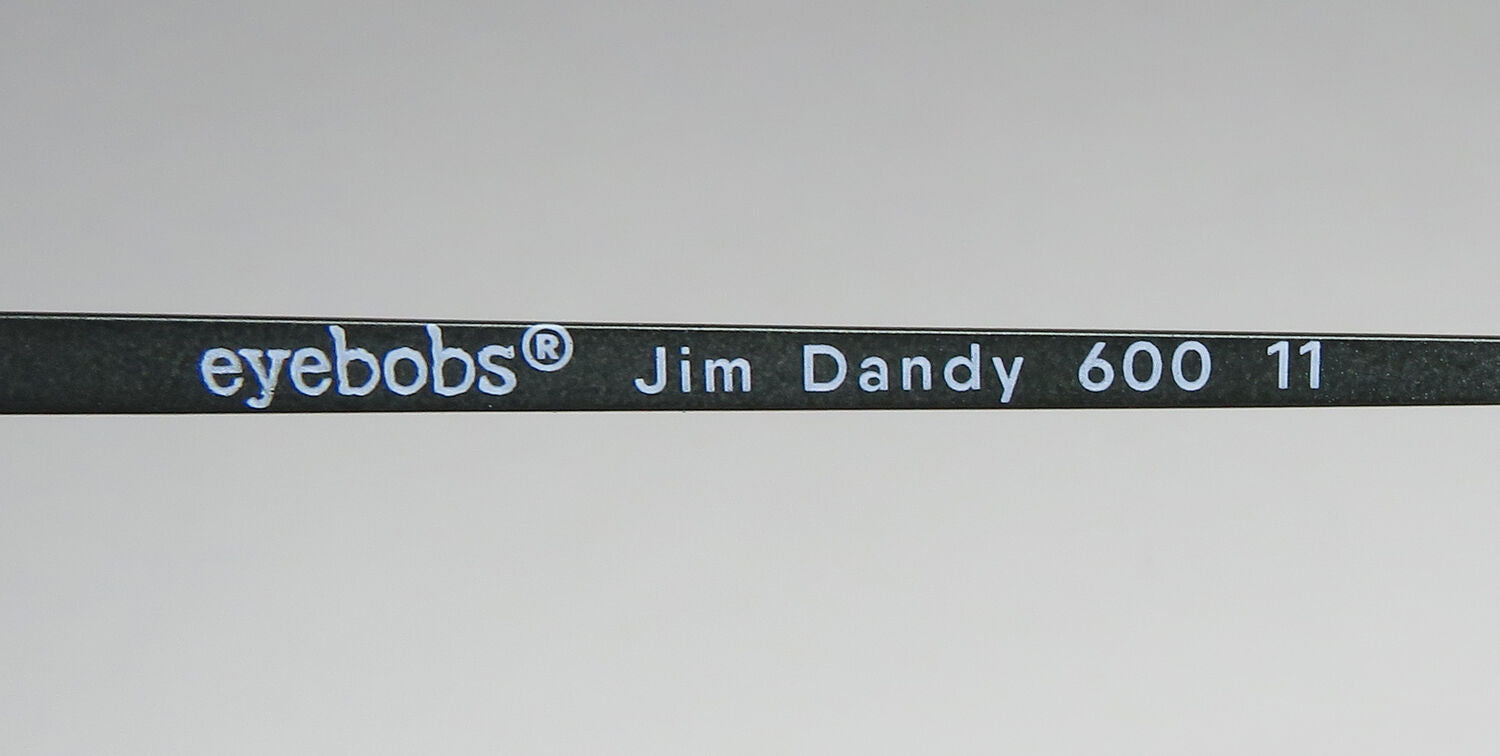 eyebobs® Jim Dandy 600 11